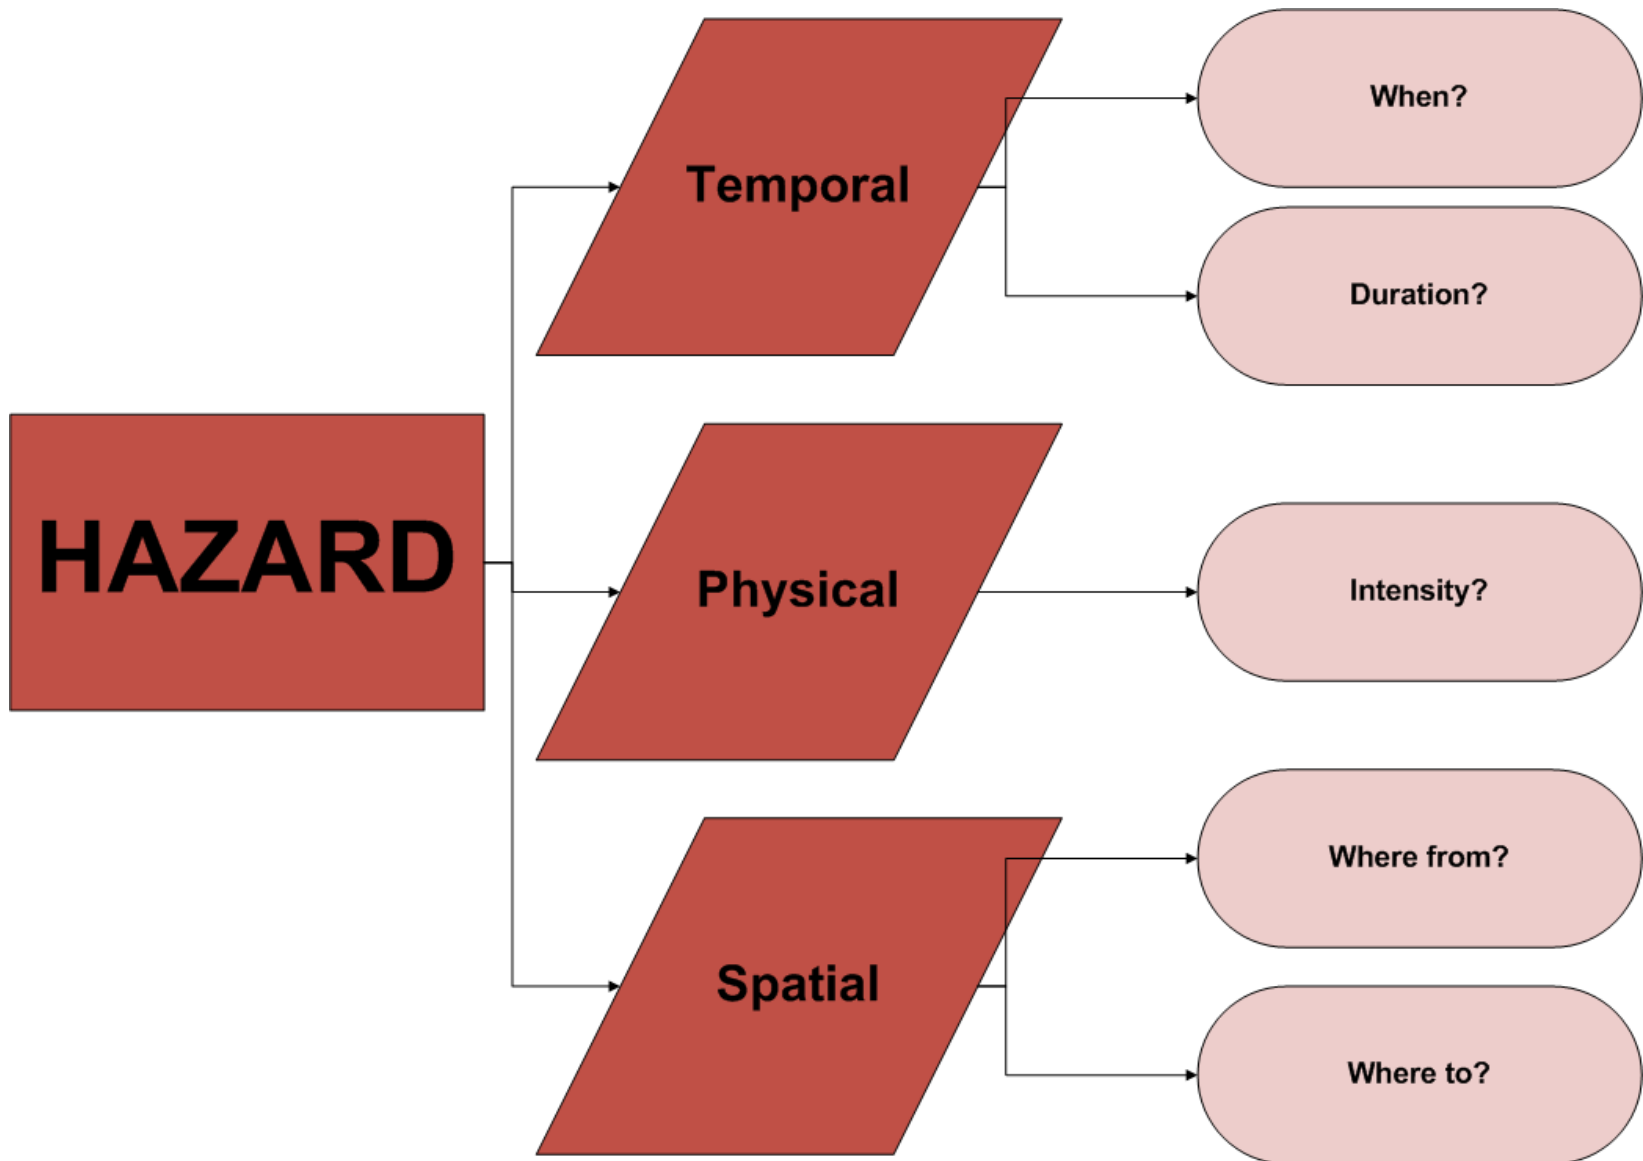 HAZARD
Temporal
When?
Duration?
Physical
Intensity?
Spatial
Where from?
Where to?